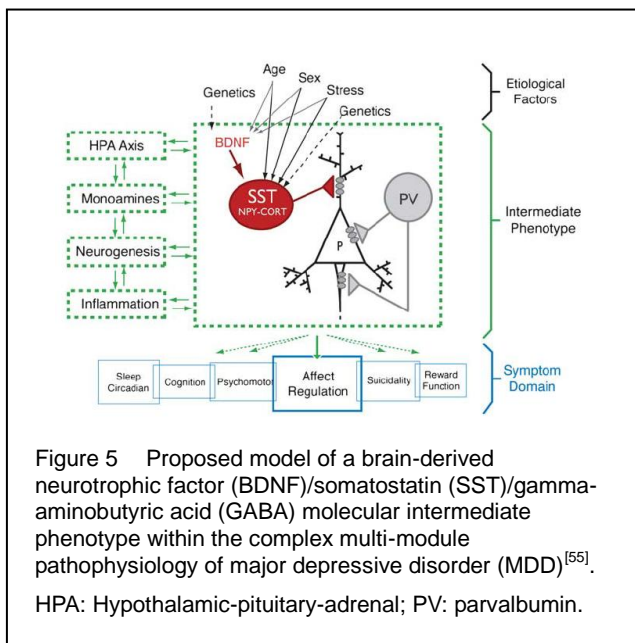 Age
Sex
Stress
Genetics
Genetics
Etiological
Factors
BDNF
HPA Axis
SST
NPY-CORT
PV
Monoamines
Intermediate
Phenotype
P
Neurogenesis
Inflammation
Sleep
Circadian
Cognition
Psychomotor
Affect
Regulation
Suicidality
Reward
Function
Symptom
Domain
Figure 5 Proposed model of a brain-derived
neurotrophic factor (BDNF)/somatostatin (SST)/gamma-
aminobutyric acid (GABA) molecular intermediate
phenotype within the complex multi-module
pathophysiology of major depressive disorder (MDD)[55].
HPA: Hypothalamic-pituitary-adrenal; PV: parvalbumin.